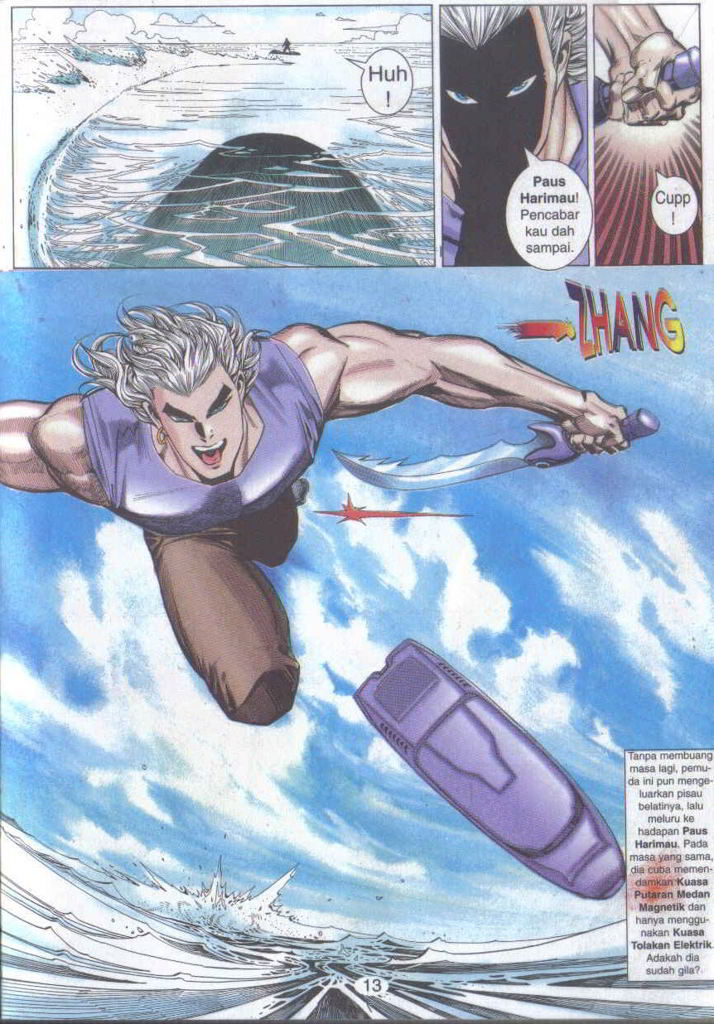 Huh
!
Paus
Harimau!
Pencabar
kau dah
sampai.
Cupp
!
ZHANG
Tanpa membuang
masa lagi, pemu-
da ini pun menge-
luarkan pisau
belatinya, lalu
meluru ke
hadapan Paus
Harimau. Pada
masa yang sama,
dia cuba memen-
damkan Kuasa
Putaran Medan
Magnetik dan
hanya menggu-
nakan Kuasa
Tolakan Elektrik.
Adakah dia
sudah gila?
13